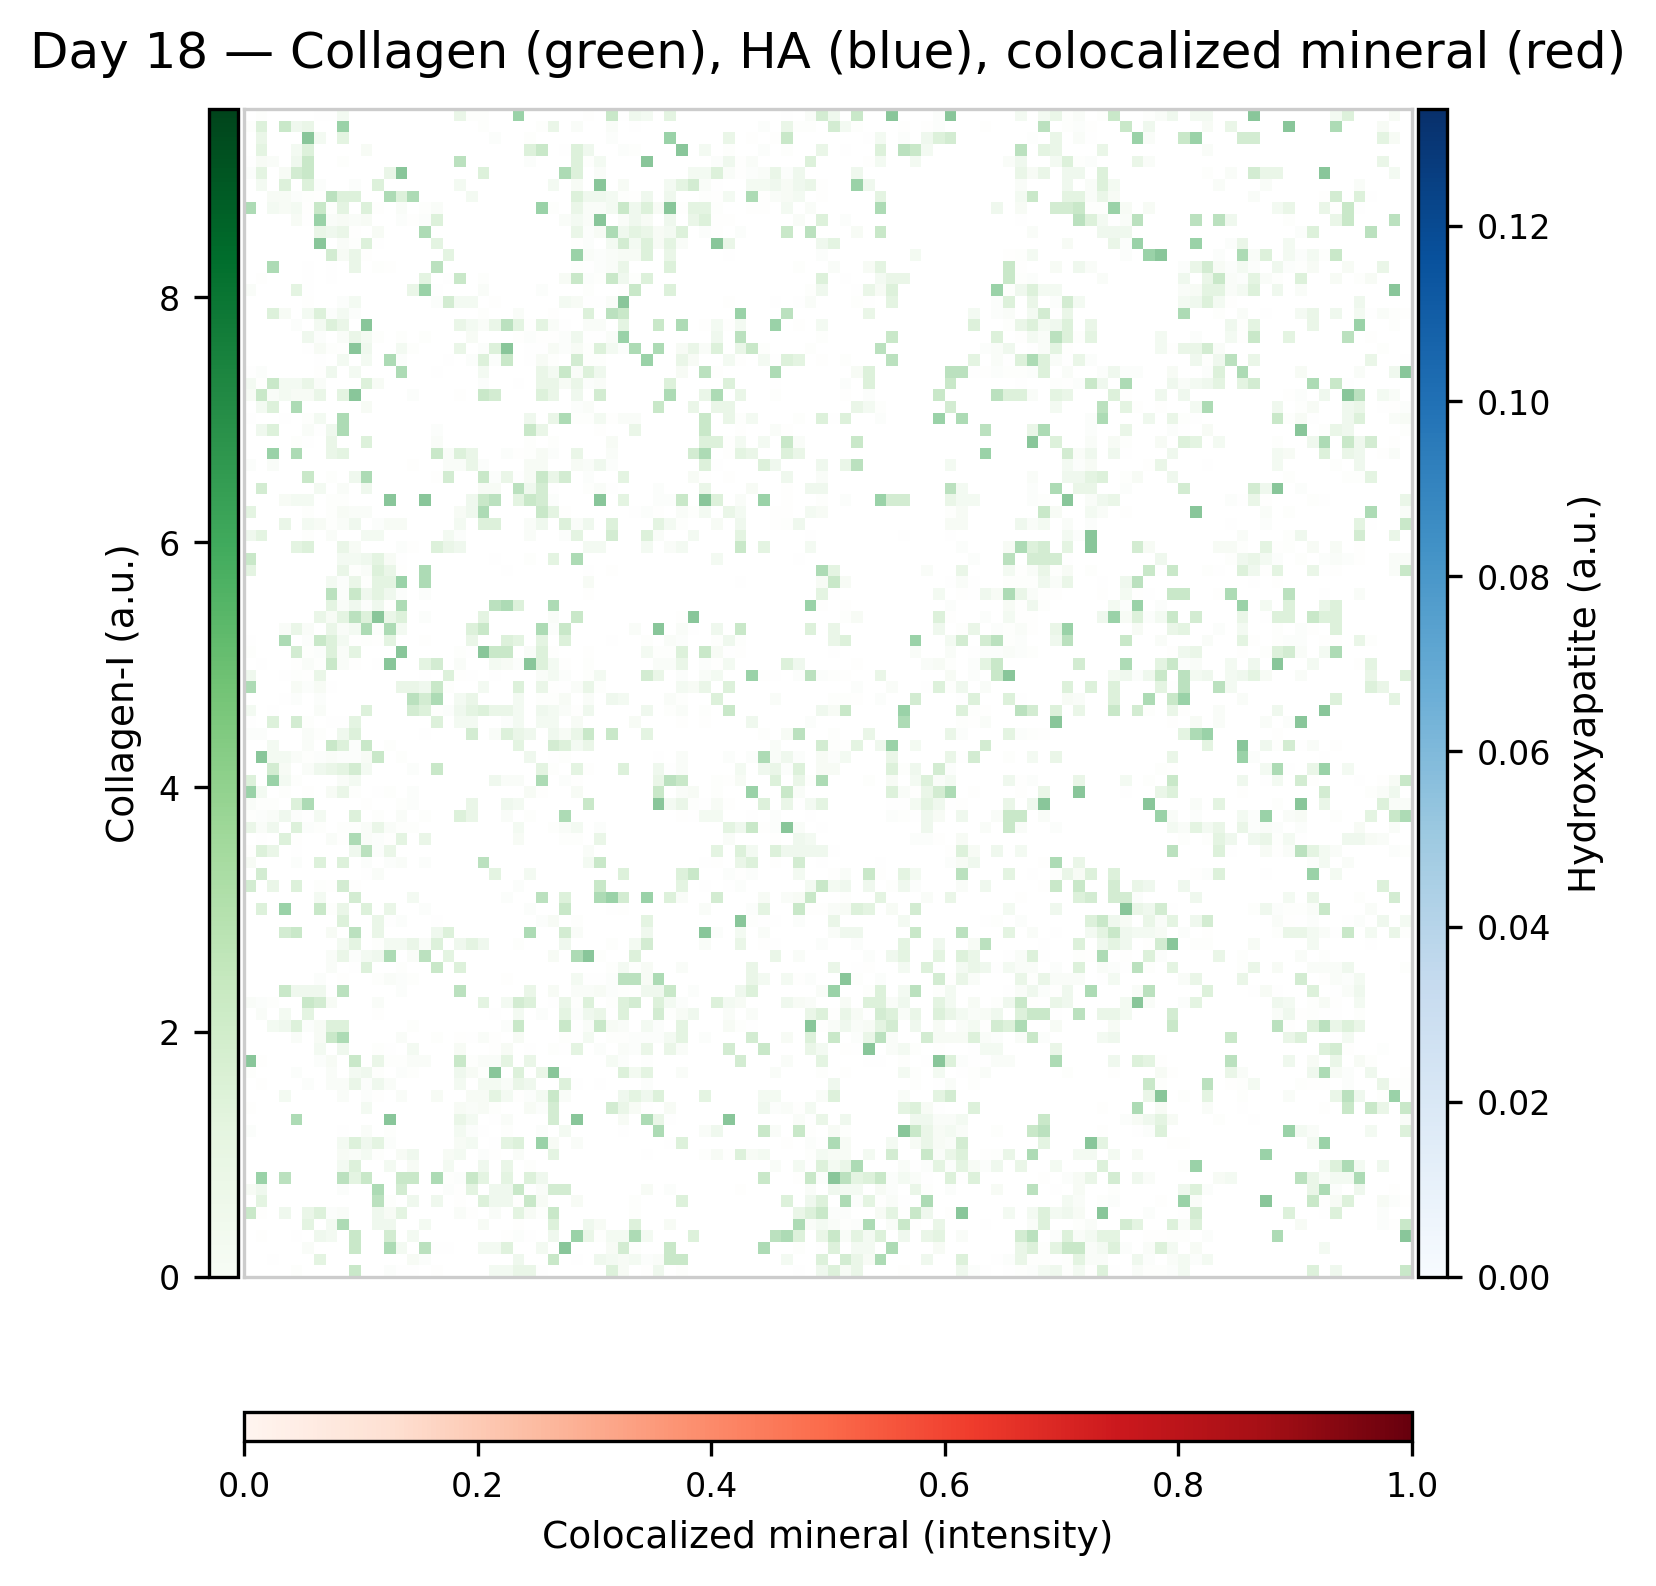 Day 18 — Collagen (green), HA (blue), colocalized mineral (red)
Collagen-I (a.u.)
8
6
4
2
0
0.12
0.10
0.08
0.06
0.04
0.02
0.00
Hydroxyapatite (a.u.)
0.0 0.2 0.4 0.6 0.8 1.0
Colocalized mineral (intensity)